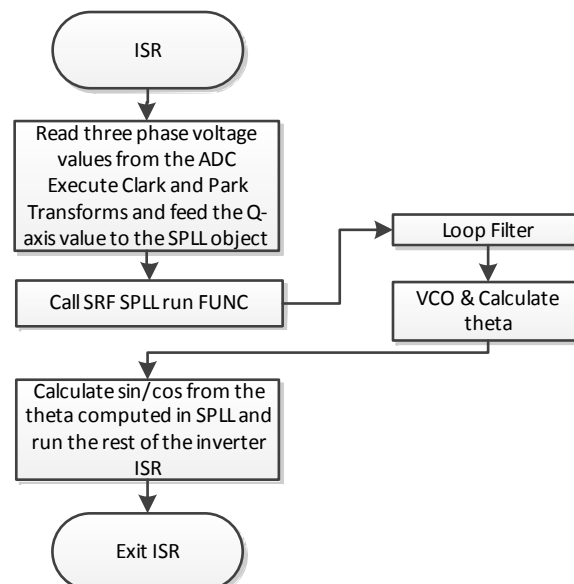 ISR
Read three phase voltage
values from the ADC
Execute Clark and Park
Transforms and feed the Q-
axis value to the SPLL object
Call SRF SPLL run FUNC
Loop Filter
VCO & Calculate
theta
Calculate sin/cos from the
theta computed in SPLL and
run the rest of the inverter
ISR
Exit ISR